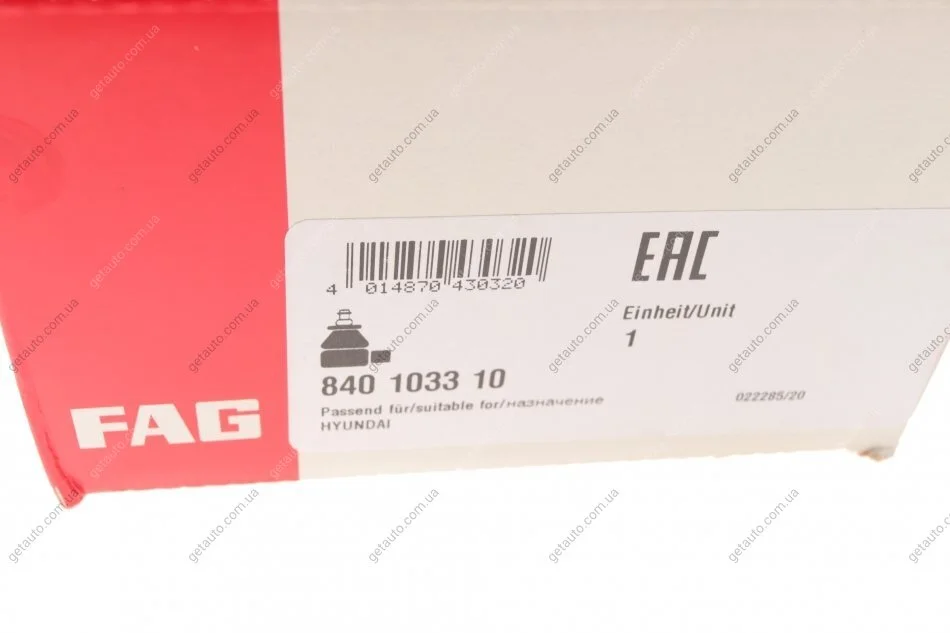 FAG
4 014870 430320
EAC
Einheit/Unit
1
840 1033 10
Passend für/suitable for/назначение
HYUNDAI
022285/20
getauto.com.ua